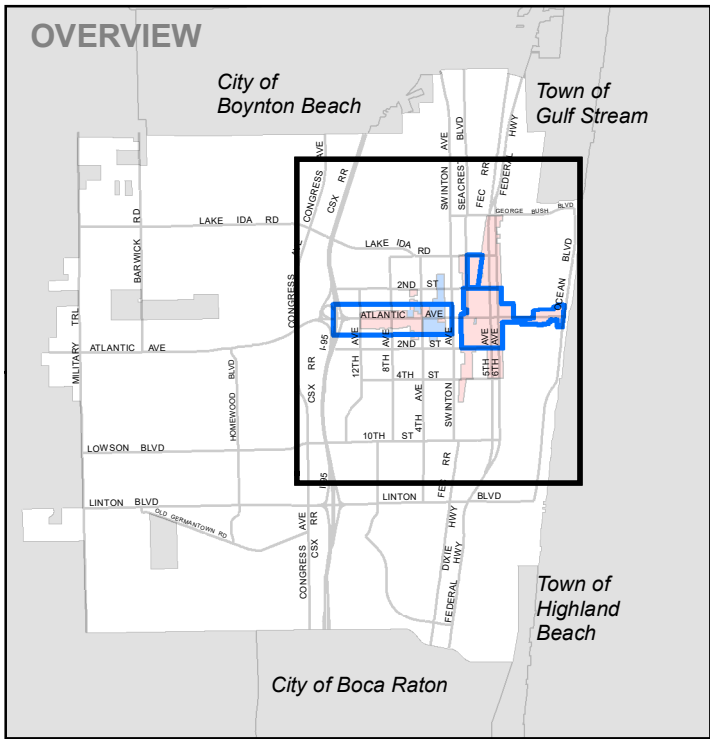 OVERVIEW
City of
Boynton Beach
Town of
Gulf Stream
CONGRESS AVE
CSX RR
SWINTON AVE
SEACREST BLVD
FEC RR
FEDERAL HWY
GEORGE BUSH BLVD
LAKE IDA RD
BARWICK RD
LAKE IDA RD
OCEAN BLVD
2ND ST
CONGRESS
ATLANTIC AVE
MILITARY TRL
ATLANTIC AVE
I-95
12TH AVE
8TH AVE
2ND ST
AVE
5TH AVE
6TH AVE
HOMEWOOD BLVD
CSX RR
4TH ST
4TH AVE
SWINTON
10TH ST
LOWSON BLVD
FEC RR
I-95
LINTON BLVD
LINTON BLVD
OLD GERMANTOWN RD
CONGRESS AVE
CSX RR
DIXIE HWY
FEDERAL HWY
Town of
Highland
Beach
City of Boca Raton